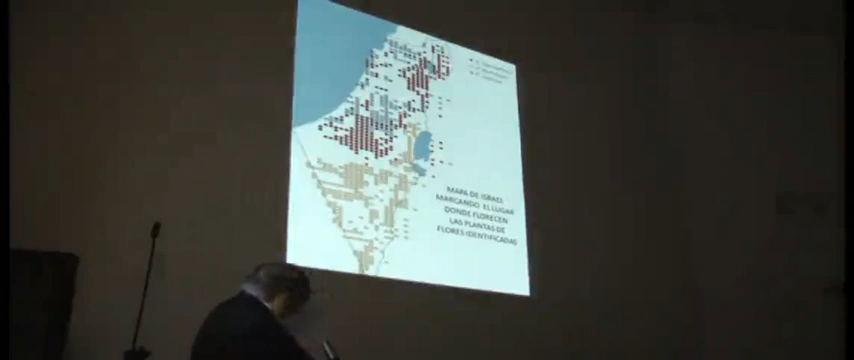 MAPA DE ISRAEL
MARCANDO EL LUGAR
DONDE FLORECEN
LAS PLANTAS DE
FLORES IDENTIFICADAS